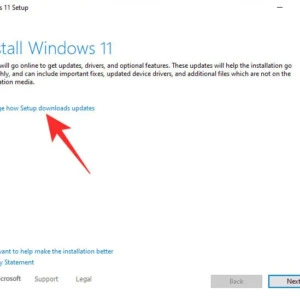 s 11 Setup
stall Windows 11
will go online to get updates, drivers, and optional features. These updates will help the installation go
hly, and can include important fixes, updated device drivers, and additional files which are not on the
ation media.
ge how Setup downloads updates
want to help make the installation better
y Statement
crosoft Support Legal
Back Next